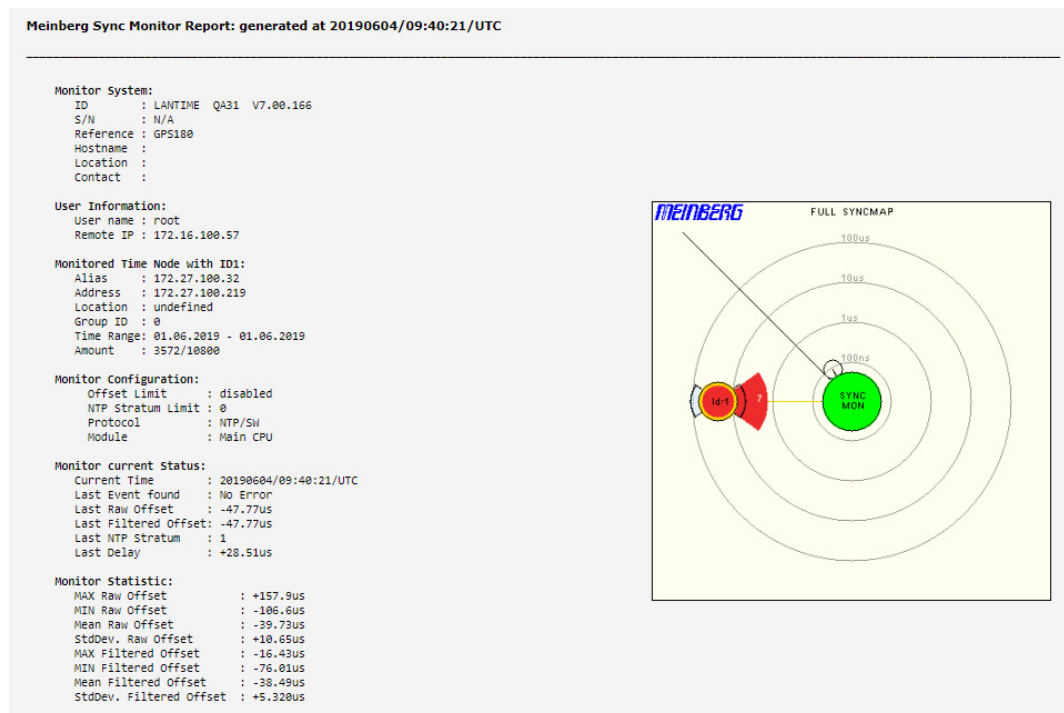 Meinberg Sync Monitor Report: generated at 20190604/09:40:21/UTC
Monitor System:
ID : LANTIME QA31 V7.00.166
S/N : N/A
Reference : GPS180
Hostname :
Location :
Contact :
User Information:
User name : root
Remote IP : 172.16.100.57
Monitored Time Node with ID1:
Alias : 172.27.100.32
Address : 172.27.100.219
Location : undefined
Group ID : 0
Time Range: 01.06.2019 - 01.06.2019
Amount : 3572/10800
Monitor Configuration:
Offset Limit : disabled
NTP Stratum Limit : 0
Protocol : NTP/SW
Module : Main CPU
Monitor current Status:
Current Time : 20190604/09:40:21/UTC
Last Event found : No Error
Last Raw Offset : -47.77us
Last Filtered Offset: -47.77us
Last NTP Stratum : 1
Last Delay : +28.51us
Monitor Statistic:
MAX Raw Offset : +157.9us
MIN Raw Offset : -106.6us
Mean Raw Offset : -39.73us
StdDev. Raw Offset : +10.65us
MAX Filtered Offset : -16.43us
MIN Filtered Offset : -76.01us
Mean Filtered Offset : -38.49us
StdDev. Filtered Offset : +5.320us
MEINBERG
FULL SYNCMAP
100us
10us
1us
100ns
Id:1
7
SYNC
MON